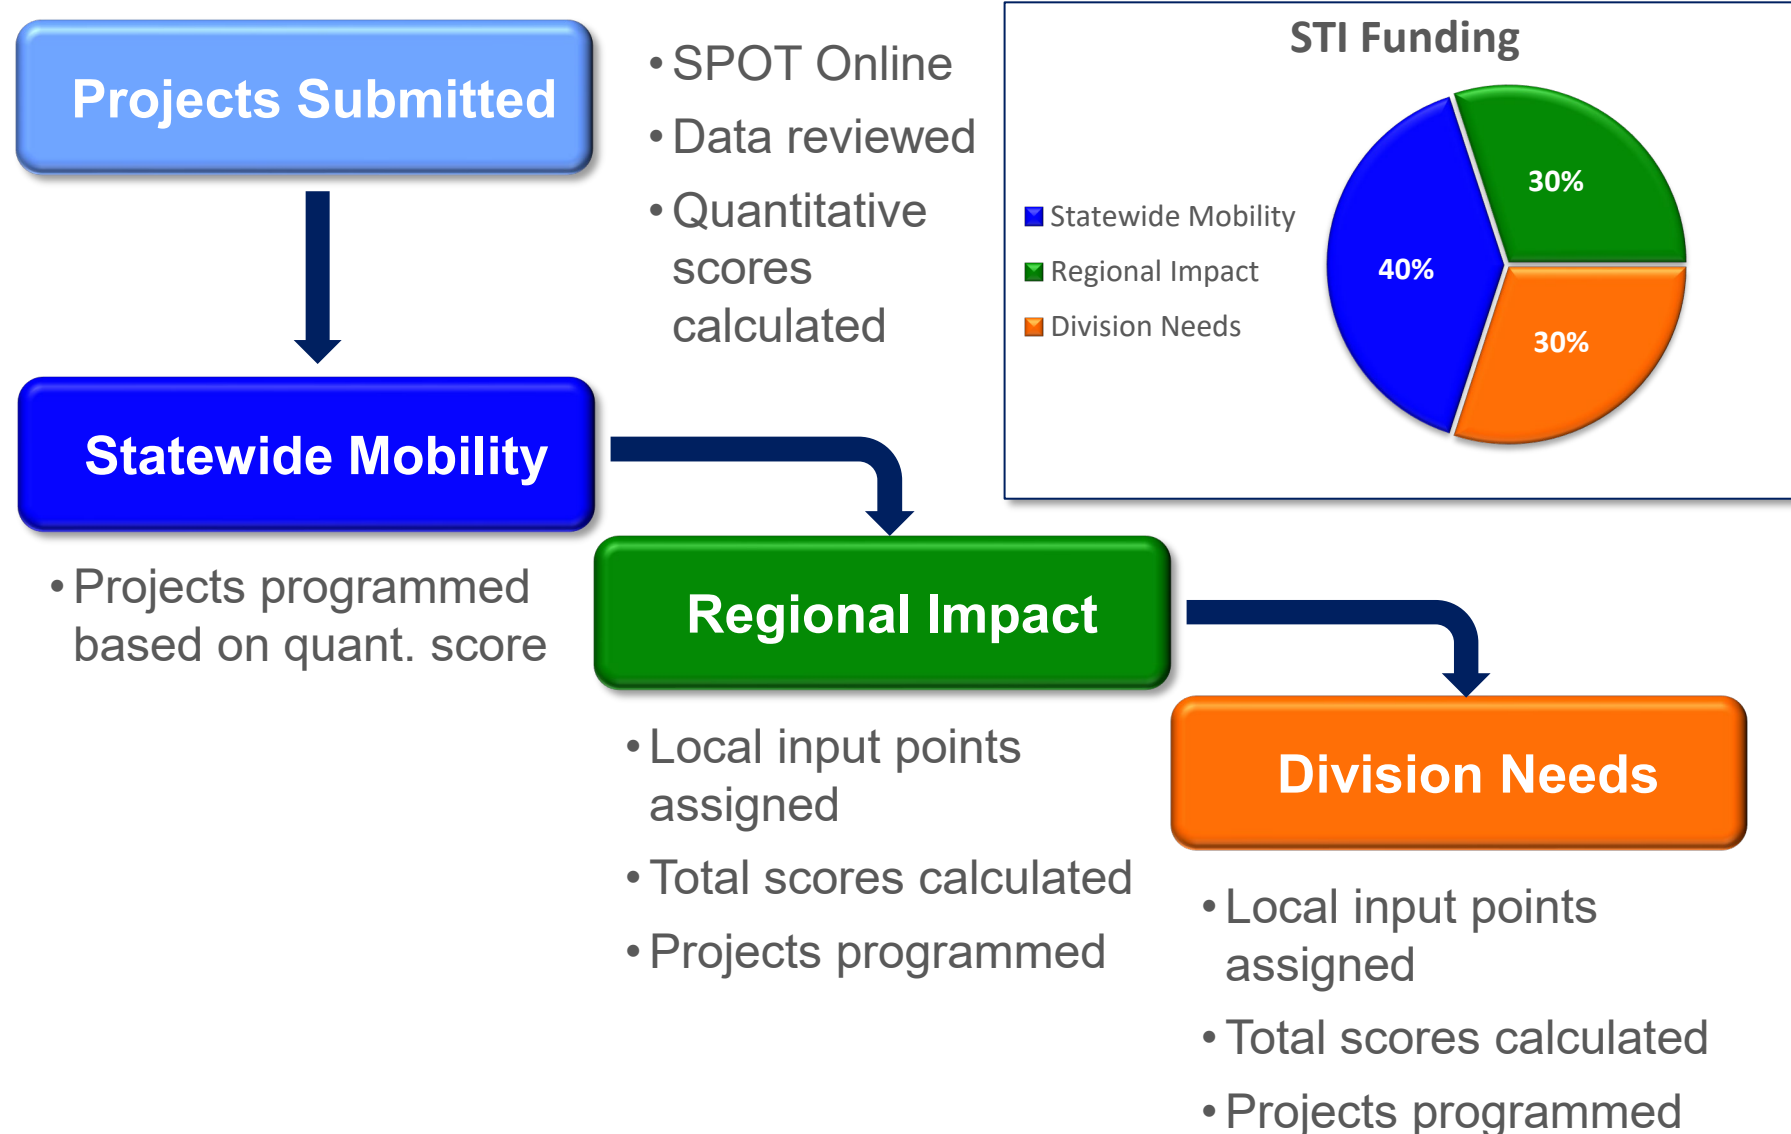 Projects Submitted
• SPOT Online
• Data reviewed
• Quantitative
scores
calculated
STI Funding
Statewide Mobility
Regional Impact
Division Needs
30%
40%
30%
Statewide Mobility
• Projects programmed
based on quant. score
Regional Impact
• Local input points
assigned
• Total scores calculated
• Projects programmed
Division Needs
• Local input points
assigned
• Total scores calculated
• Projects programmed